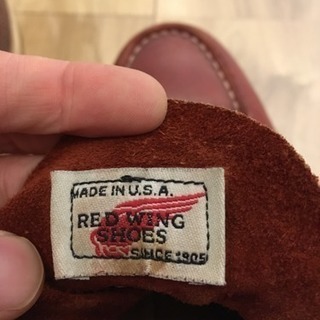 MADE IN U.S.A.
RED WING
SHOES
SINCE 1905